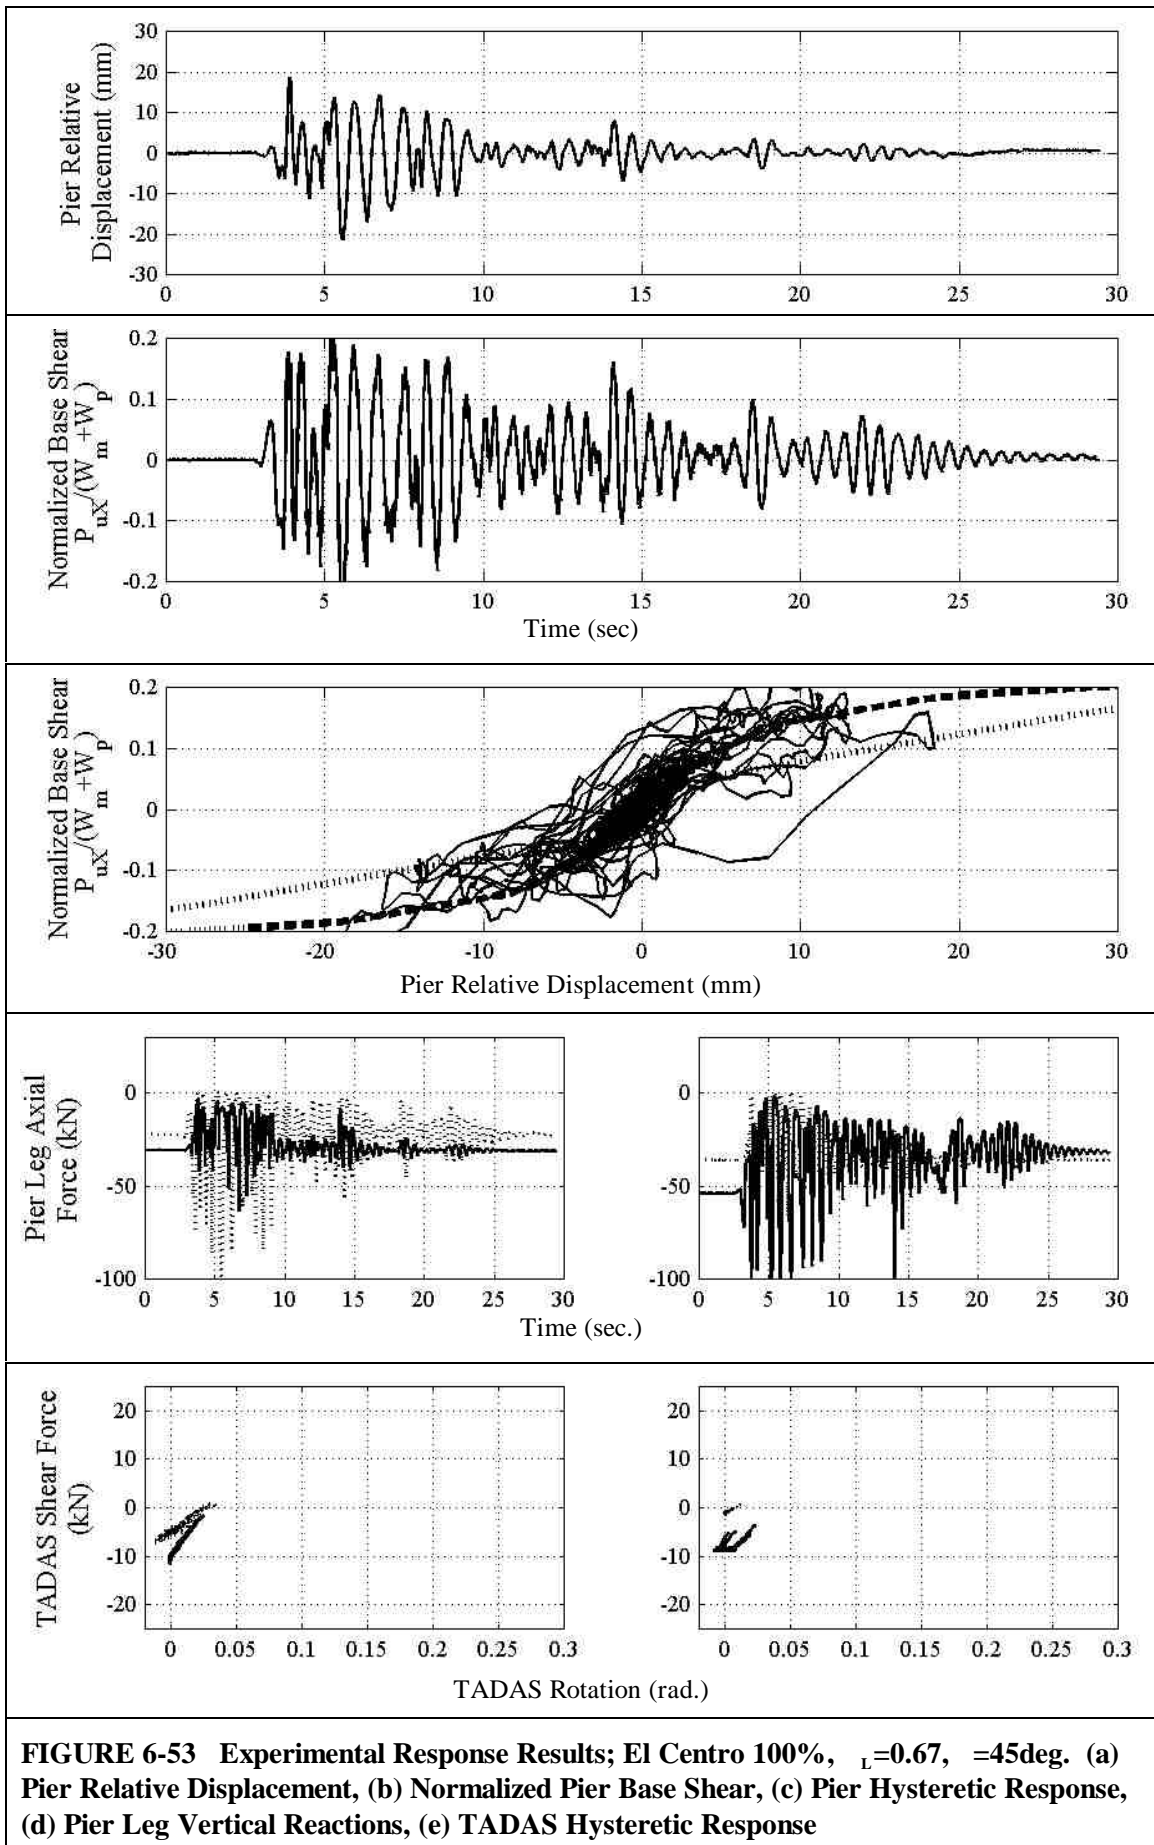 30
20
10
0
-10
-20
-30
Pier Relative
Displacement (mm)
0 5 10 15 20 25 30
0.2
0.1
0
-0.1
-0.2
Normalized Base Shear
PuX/(Wm+Wp)
0 5 10 15 20 25 30
Time (sec)
0.2
0.1
0
-0.1
-0.2
Normalized Base Shear
PuX/(Wm+Wp)
-30 -20 -10 0 10 20 30
Pier Relative Displacement (mm)
Pier Leg Axial
Force (kN)
0
-50
-100
0 5 10 15 20 25 30
0
-50
-100
0 5 10 15 20 25 30
Time (sec.)
TADAS Shear Force
(kN)
20
10
0
-10
-20
0 0.05 0.1 0.15 0.2 0.25 0.3
20
10
0
-10
-20
0 0.05 0.1 0.15 0.2 0.25 0.3
TADAS Rotation (rad.)
FIGURE 6-53 Experimental Response Results; El Centro 100%, L=0.67, =45deg. (a)
Pier Relative Displacement, (b) Normalized Pier Base Shear, (c) Pier Hysteretic Response,
(d) Pier Leg Vertical Reactions, (e) TADAS Hysteretic Response